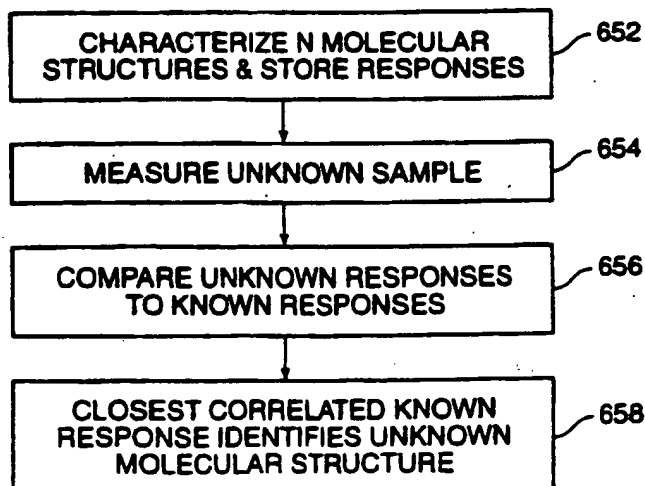 CHARACTERIZE N MOLECULAR
STRUCTURES & STORE RESPONSES
652
MEASURE UNKNOWN SAMPLE
654
COMPARE UNKNOWN RESPONSES
TO KNOWN RESPONSES
656
CLOSEST CORRELATED KNOWN
RESPONSE IDENTIFIES UNKNOWN
MOLECULAR STRUCTURE
658